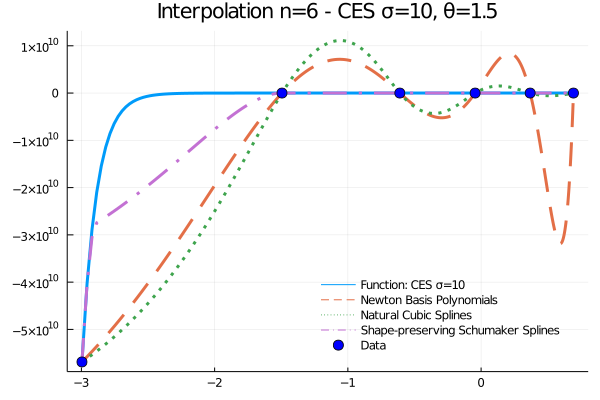 Interpolation n=6 - CES σ=10, θ=1.5
1×10¹⁰
0
−1×10¹⁰
−2×10¹⁰
−3×10¹⁰
−4×10¹⁰
−5×10¹⁰
Function: CES σ=10
Newton Basis Polynomials
Natural Cubic Splines
Shape-preserving Schumaker Splines
Data
−3 −2 −1 0